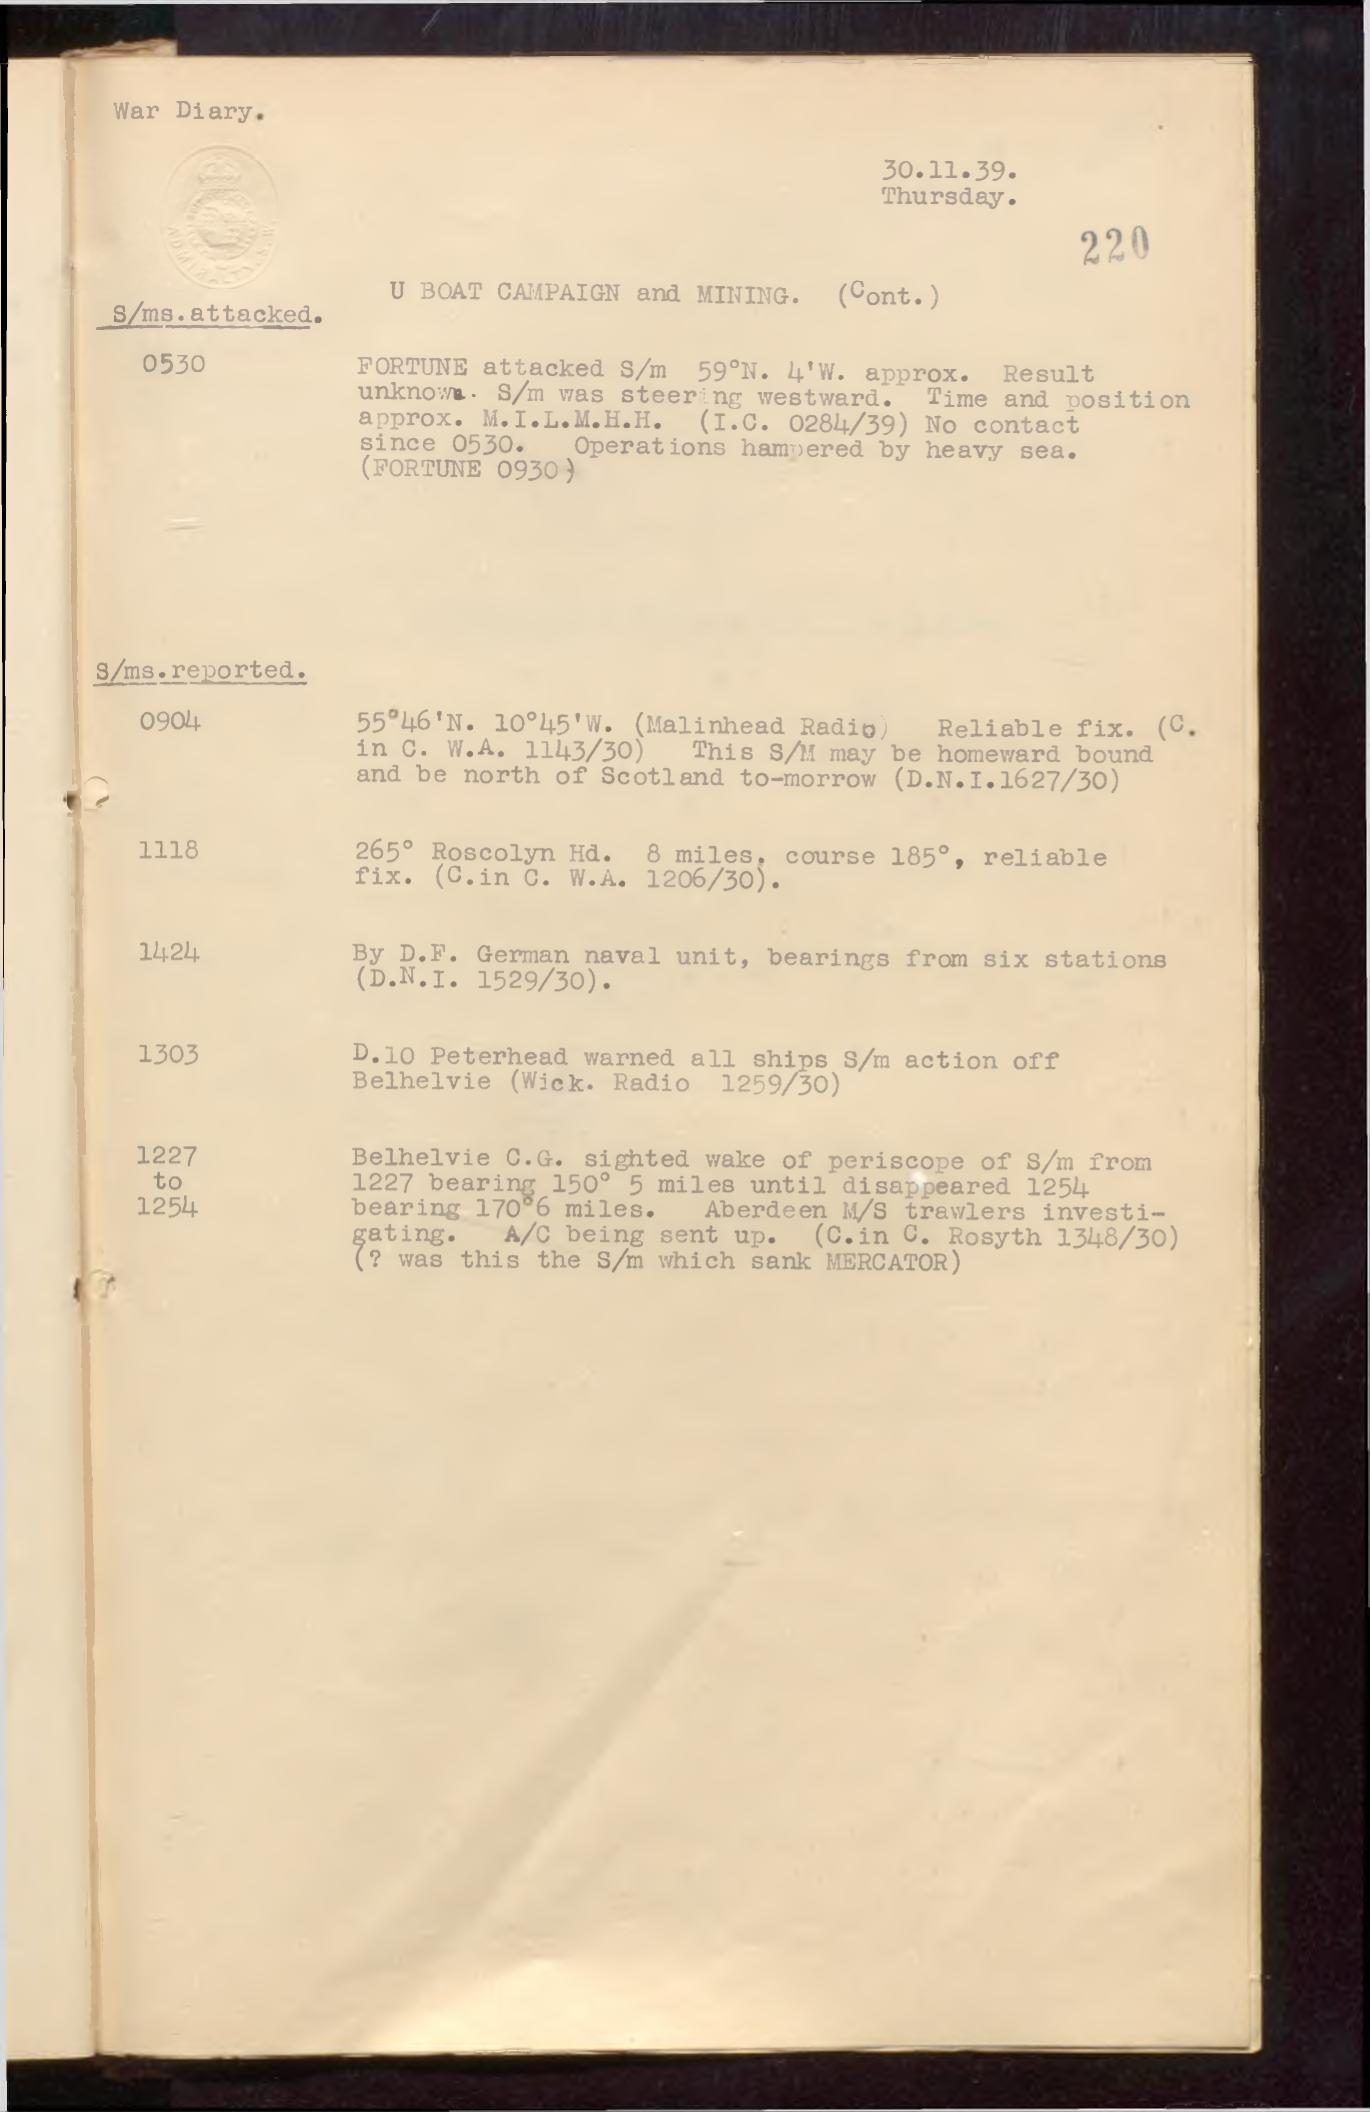 War Diary.
30.11.39.
Thursday.
220
ADMIRALTY. S.W
U BOAT CAMPAIGN and MINING. (Cont.)
S/ms.attacked.
0530
FORTUNE attacked S/m 59°N. 4'W. approx. Result
unknown. S/m was steering westward. Time and position
approx. M.I.L.M.H.H. (I.C. 0284/39) No contact
since 0530. Operations hampered by heavy sea.
(FORTUNE 0930)
S/ms.reported.
0904
55°46'N. 10°45'W. (Malinhead Radio) Reliable fix. (C.
in C. W.A. 1143/30) This S/M may be homeward bound
and be north of Scotland to-morrow (D.N.I.1627/30)
1118
265° Roscolyn Hd. 8 miles, course 185°, reliable
fix. (C.in C. W.A. 1206/30).
1424
By D.F. German naval unit, bearings from six stations
(D.N.I. 1529/30).
1303
D.10 Peterhead warned all ships S/m action off
Belhelvie (Wick. Radio 1259/30)
1227
to
1254
Belhelvie C.G. sighted wake of periscope of S/m from
1227 bearing 150° 5 miles until disappeared 1254
bearing 170°6 miles. Aberdeen M/S trawlers investi-
gating. A/C being sent up. (C.in C. Rosyth 1348/30)
(? was this the S/m which sank MERCATOR)